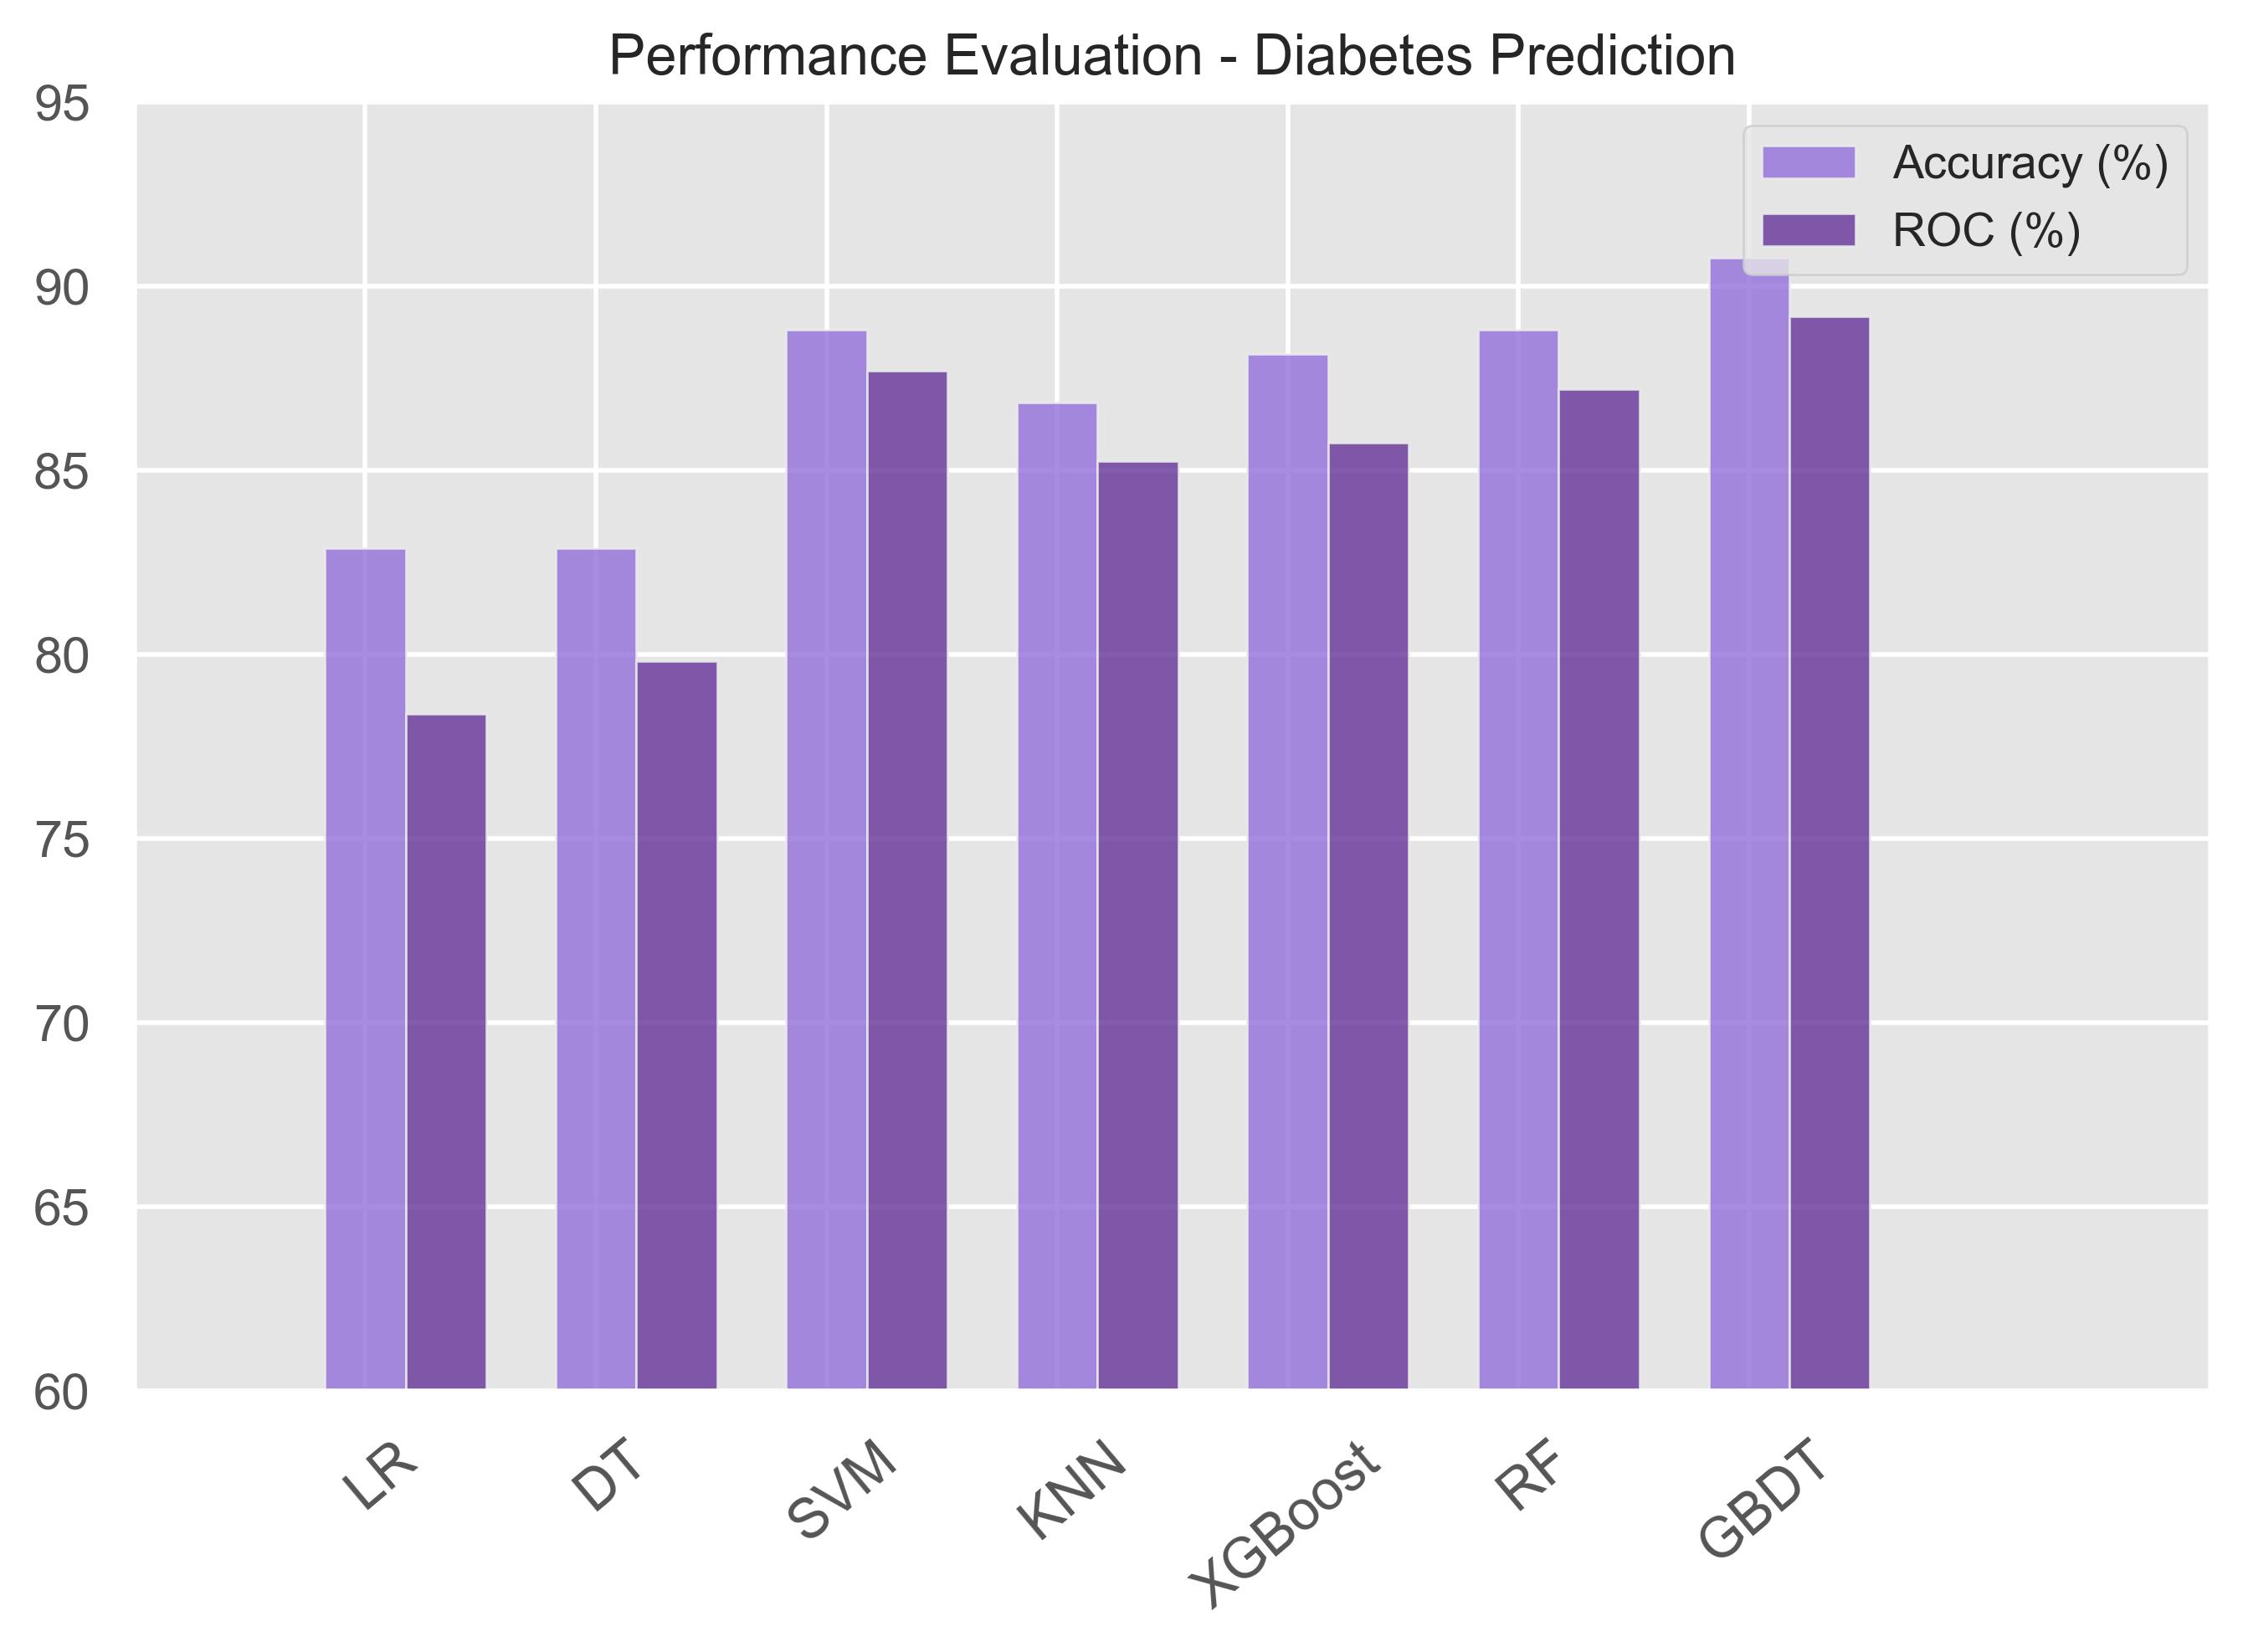 Performance Evaluation - Diabetes Prediction
95
90
85
80
75
70
65
60
Accuracy (%)
ROC (%)
LR
DT
SVM
KNN
XGBoost
RF
GBDT